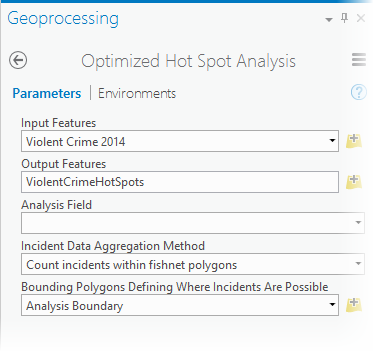 Geoprocessing
Optimized Hot Spot Analysis
Parameters | Environments
Input Features
Violent Crime 2014
Output Features
ViolentCrimeHotSpots
Analysis Field
Incident Data Aggregation Method
Count incidents within fishnet polygons
Bounding Polygons Defining Where Incidents Are Possible
Analysis Boundary